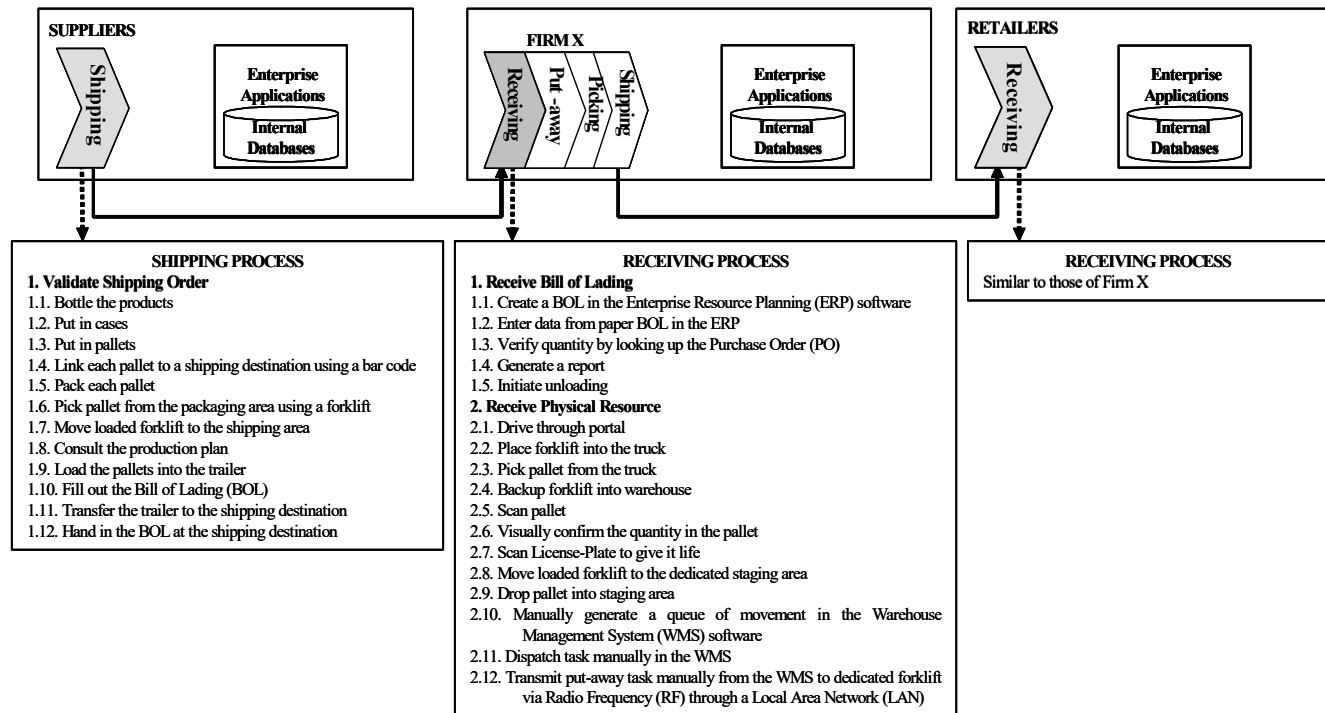 SUPPLIERS
Shipping
Enterprise
Applications
Internal
Databases
FIRM X
Receiving
Put -away
Picking
Shipping
Enterprise
Applications
Internal
Databases
RETAILERS
Receiving
Enterprise
Applications
Internal
Databases
SHIPPING PROCESS
1. Validate Shipping Order
1.1. Bottle the products
1.2. Put in cases
1.3. Put in pallets
1.4. Link each pallet to a shipping destination using a bar code
1.5. Pack each pallet
1.6. Pick pallet from the packaging area using a forklift
1.7. Move loaded forklift to the shipping area
1.8. Consult the production plan
1.9. Load the pallets into the trailer
1.10. Fill out the Bill of Lading (BOL)
1.11. Transfer the trailer to the shipping destination
1.12. Hand in the BOL at the shipping destination
RECEIVING PROCESS
1. Receive Bill of Lading
1.1. Create a BOL in the Enterprise Resource Planning (ERP) software
1.2. Enter data from paper BOL in the ERP
1.3. Verify quantity by looking up the Purchase Order (PO)
1.4. Generate a report
1.5. Initiate unloading
2. Receive Physical Resource
2.1. Drive through portal
2.2. Place forklift into the truck
2.3. Pick pallet from the truck
2.4. Backup forklift into warehouse
2.5. Scan pallet
2.6. Visually confirm the quantity in the pallet
2.7. Scan License-Plate to give it life
2.8. Move loaded forklift to the dedicated staging area
2.9. Drop pallet into staging area
2.10. Manually generate a queue of movement in the Warehouse
Management System (WMS) software
2.11. Dispatch task manually in the WMS
2.12. Transmit put-away task manually from the WMS to dedicated forklift
via Radio Frequency (RF) through a Local Area Network (LAN)
RECEIVING PROCESS
Similar to those of Firm X